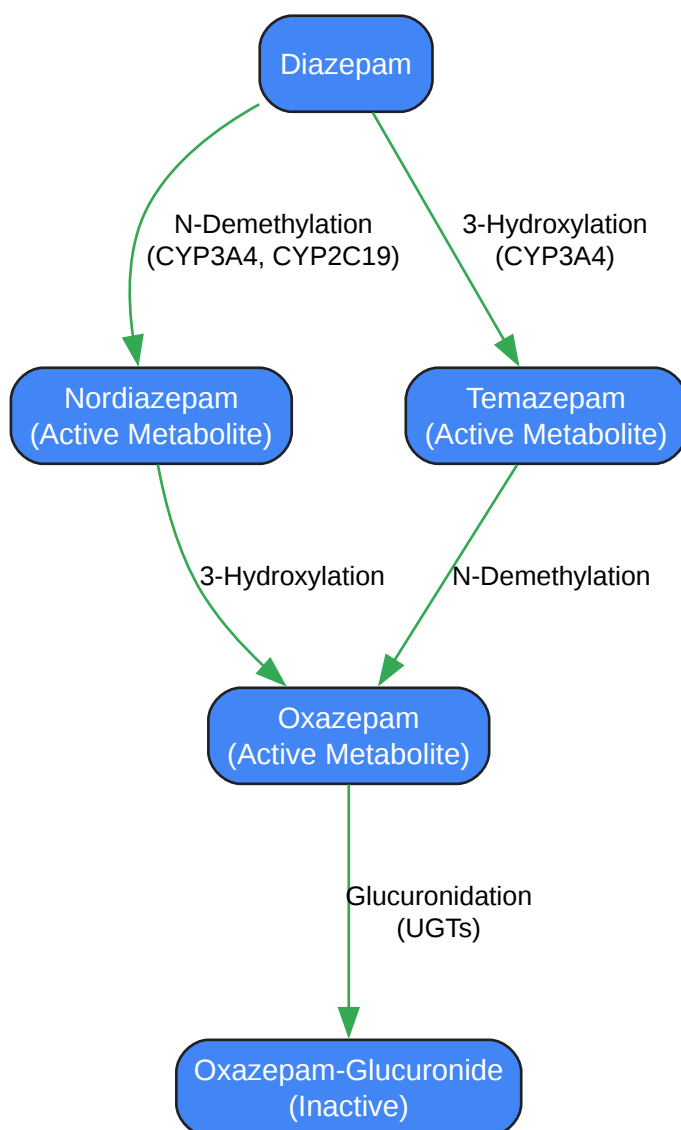 Diazepam
N-Demethylation
(CYP3A4, CYP2C19)
3-Hydroxylation
(CYP3A4)
Nordiazepam
(Active Metabolite)
Temazepam
(Active Metabolite)
3-Hydroxylation
N-Demethylation
Oxazepam
(Active Metabolite)
Glucuronidation
(UGTs)
Oxazepam-Glucuronide
(Inactive)